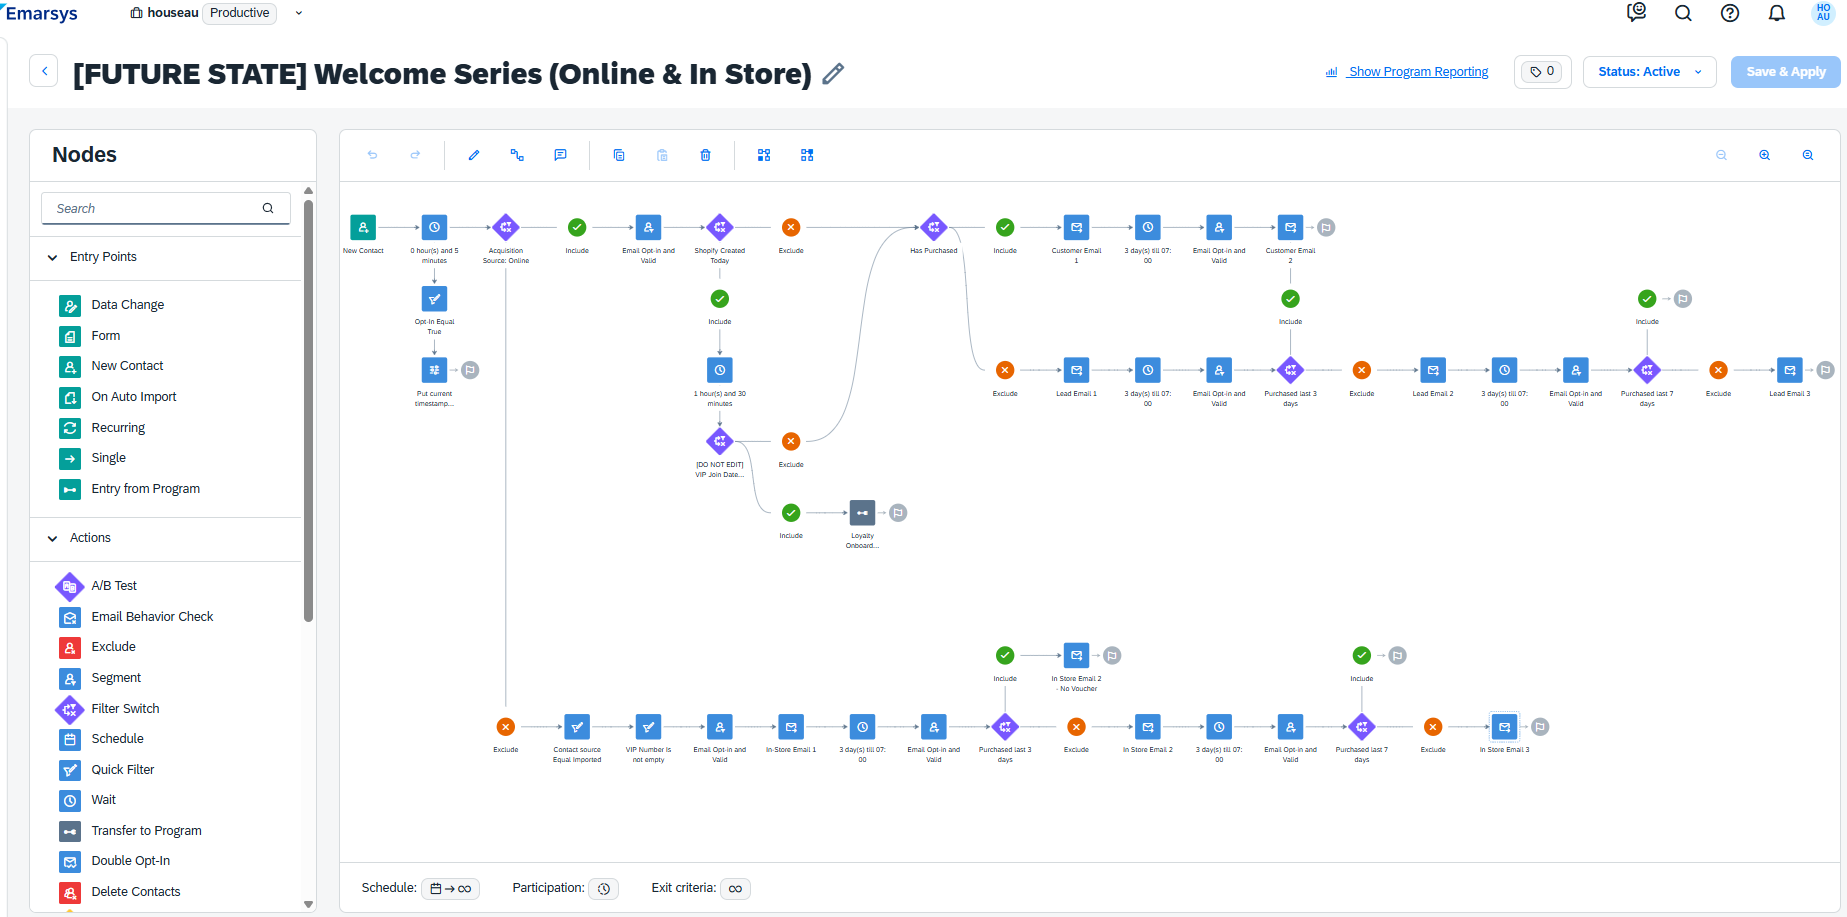 Emarsys
houseau
Productive
HO
AU
[FUTURE STATE] Welcome Series (Online & In Store)
Show Program Reporting
0
Status: Active
Save & Apply
Nodes
Search
Entry Points
Data Change
Form
New Contact
On Auto Import
Recurring
Single
Entry from Program
Actions
A/B Test
Email Behavior Check
Exclude
Segment
Filter Switch
Schedule
Quick Filter
Wait
Transfer to Program
Double Opt-In
Delete Contacts
New Contact
0 hour(s) and 5
minutes
Acquisition
Source: Online
Include
Email Opt-in and
Valid
Shopify Created
Today
Exclude
Has Purchased
Include
Customer Email
1
3 day(s) till 07:
00
Email Opt-in and
Valid
Customer Email
2
Opt-In Equal
True
Include
Include
Include
Put current
timestamp...
1 hour(s) and 30
minutes
Exclude
Lead Email 1
3 day(s) till 07:
00
Email Opt-in and
Valid
Purchased last 3
days
Exclude
Lead Email 2
3 day(s) till 07:
00
Email Opt-in and
Valid
Purchased last 7
days
Exclude
Lead Email 3
[DO NOT EDIT]
VIP Join Date...
Exclude
Include
Loyalty
Onboard...
Include
In Store Email 2
- No Voucher
Include
Exclude
Contact source
Equal Imported
VIP Number is
not empty
Email Opt-in and
Valid
In-Store Email 1
3 day(s) till 07:
00
Email Opt-in and
Valid
Purchased last 3
days
Exclude
In Store Email 2
3 day(s) till 07:
00
Email Opt-in and
Valid
Purchased last 7
days
Exclude
In Store Email 3
Schedule:
Participation:
Exit criteria: